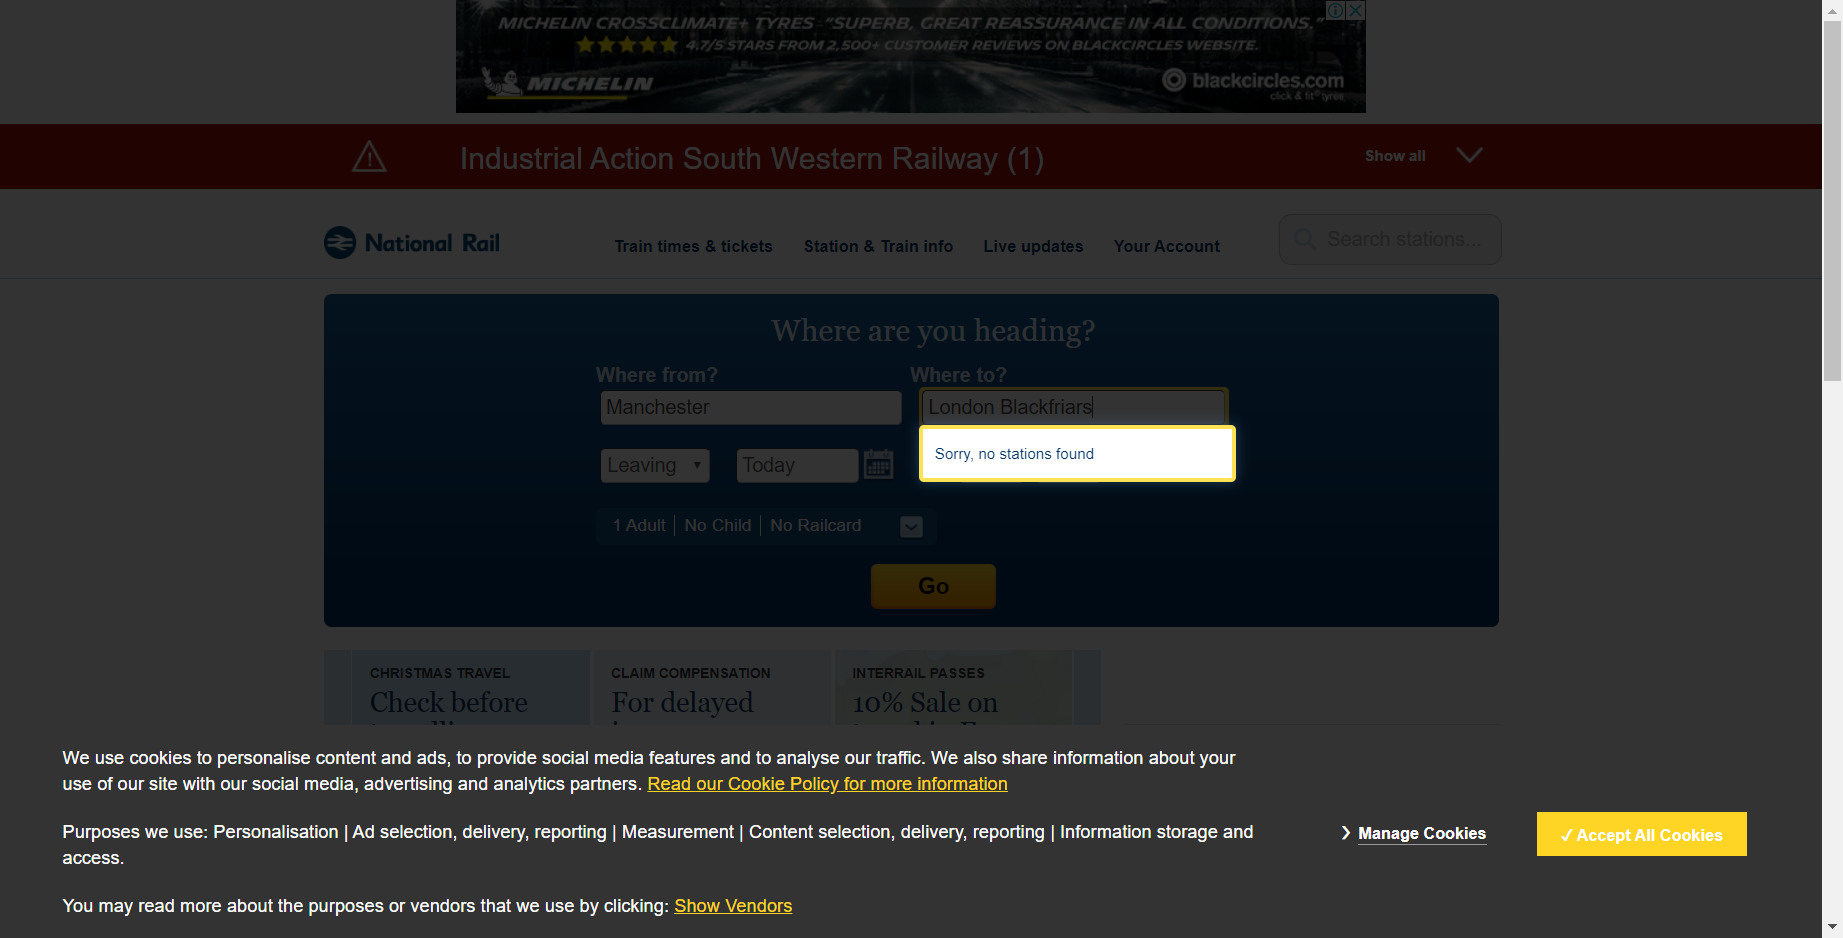 MICHELIN CROSSCLIMATE+ TYRES - "SUPERB, GREAT REASSURANCE IN ALL CONDITIONS."
4.7/5 STARS FROM 2,500+ CUSTOMER REVIEWS ON BLACKCIRCLES WEBSITE.
MICHELIN
blackcircles.com
click & fit tyres
Industrial Action South Western Railway (1)
Show all
National Rail
Train times & tickets
Station & Train info
Live updates
Your Account
Search stations...
Where are you heading?
Where from?
Where to?
Manchester
London Blackfriars
Sorry, no stations found
Leaving
Today
1 Adult | No Child | No Railcard
Go
CHRISTMAS TRAVEL
Check before
CLAIM COMPENSATION
For delayed
INTERRAIL PASSES
10% Sale on
We use cookies to personalise content and ads, to provide social media features and to analyse our traffic. We also share information about your
use of our site with our social media, advertising and analytics partners. Read our Cookie Policy for more information
Purposes we use: Personalisation | Ad selection, delivery, reporting | Measurement | Content selection, delivery, reporting | Information storage and
access.
Manage Cookies
✓ Accept All Cookies
You may read more about the purposes or vendors that we use by clicking: Show Vendors